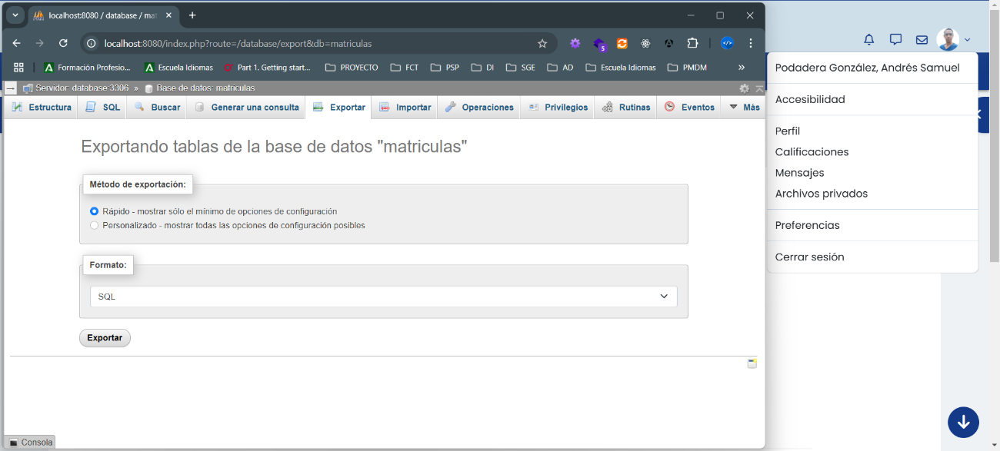 localhost:8080 / database / mat
localhost:8080/index.php?route=/database/export&db=matriculas
5
Formación Profesio...
Escuela Idiomas
Part 1. Getting start...
PROYECTO
FCT
PSP
DI
SGE
AD
Escuela Idiomas
PMDM
»
Servidor: database:3306 » Base de datos: matriculas
Estructura
SQL
Buscar
Generar una consulta
Exportar
Importar
Operaciones
Privilegios
Rutinas
Eventos
Más
Exportando tablas de la base de datos "matriculas"
Método de exportación:
Rápido - mostrar sólo el mínimo de opciones de configuración
Personalizado - mostrar todas las opciones de configuración posibles
Formato:
SQL
Exportar
Consola
Podadera González, Andrés Samuel
Accesibilidad
Perfil
Calificaciones
Mensajes
Archivos privados
Preferencias
Cerrar sesión